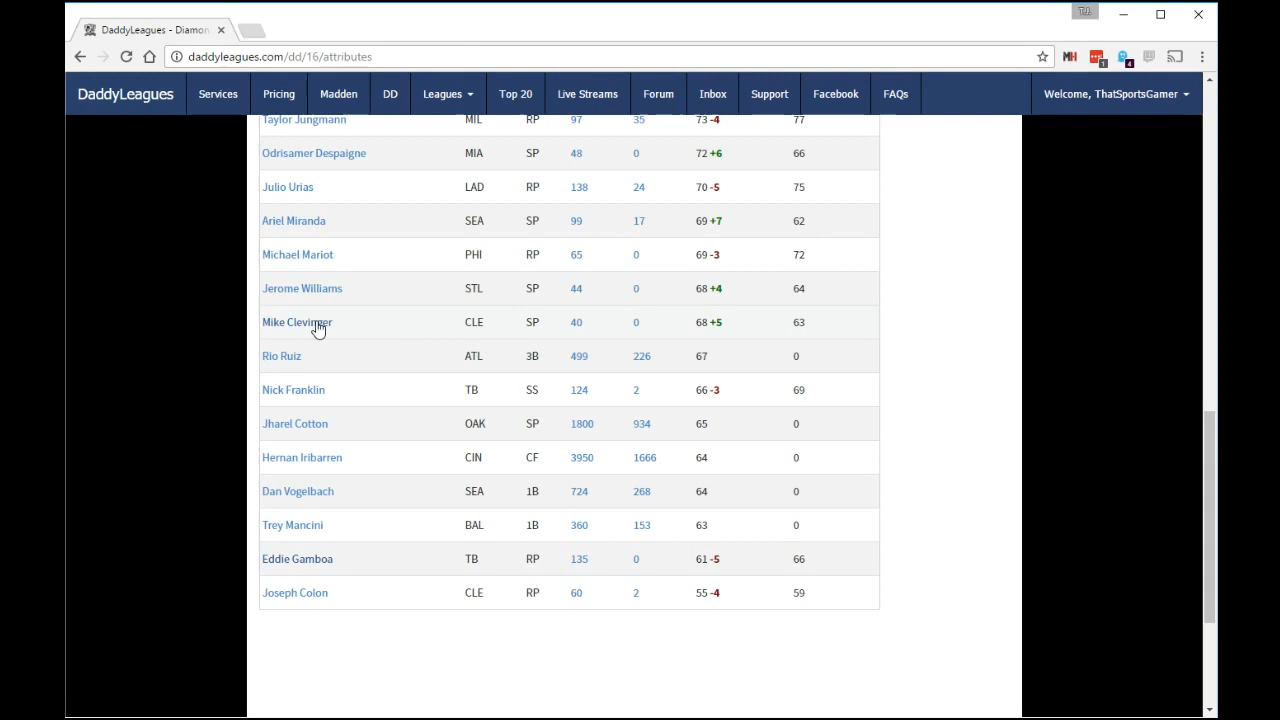 T.J.
DaddyLeagues - Diamon
daddyleagues.com/dd/16/attributes
MH 1 4
DaddyLeagues Services Pricing Madden DD Leagues Top 20 Live Streams Forum Inbox Support Facebook FAQs Welcome, ThatSportsGamer
Taylor Jungmann MIL RP 97 35 73 -4 77
Odrisamer Despaigne MIA SP 48 0 72 +6 66
Julio Urias LAD RP 138 24 70 -5 75
Ariel Miranda SEA SP 99 17 69 +7 62
Michael Mariot PHI RP 65 0 69 -3 72
Jerome Williams STL SP 44 0 68 +4 64
Mike Clevinger CLE SP 40 0 68 +5 63
Rio Ruiz ATL 3B 499 226 67 0
Nick Franklin TB SS 124 2 66 -3 69
Jharel Cotton OAK SP 1800 934 65 0
Hernan Iribarren CIN CF 3950 1666 64 0
Dan Vogelbach SEA 1B 724 268 64 0
Trey Mancini BAL 1B 360 153 63 0
Eddie Gamboa TB RP 135 0 61 -5 66
Joseph Colon CLE RP 60 2 55 -4 59